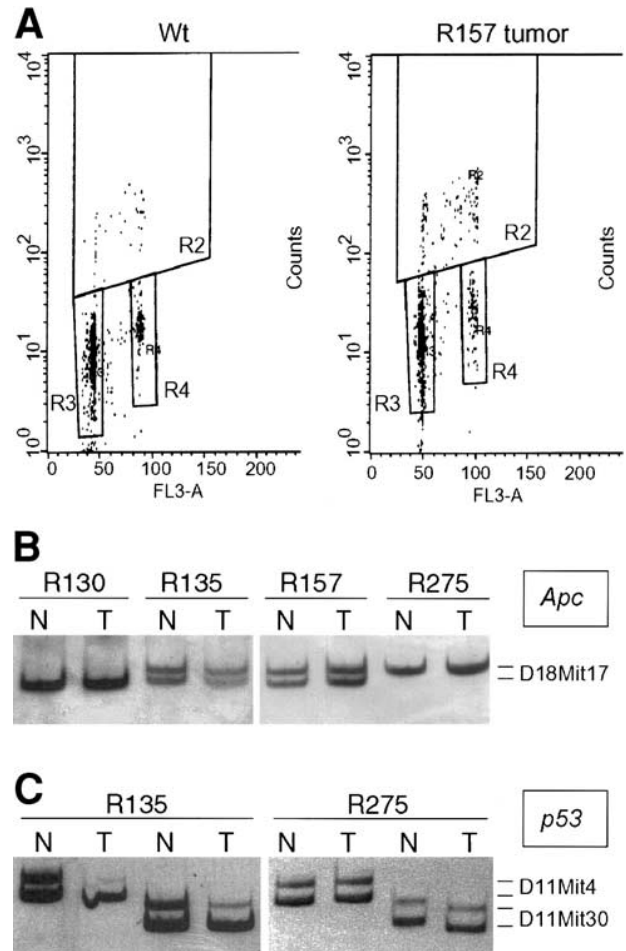 A
Wt
R157 tumor
10^4
10^3
10^2
10^1
10^0
R2
R3
R4
Counts
0 50 100 150 200
FL3-A
10^4
10^3
10^2
10^1
10^0
R2
R2
R3
R4
R4
Counts
0 50 100 150 200
FL3-A
B
R130 R135 R157 R275
Apc
N T N T N T N T
D18Mit17
C
R135 R275
p53
N T N T N T N T
D11Mit4
D11Mit30